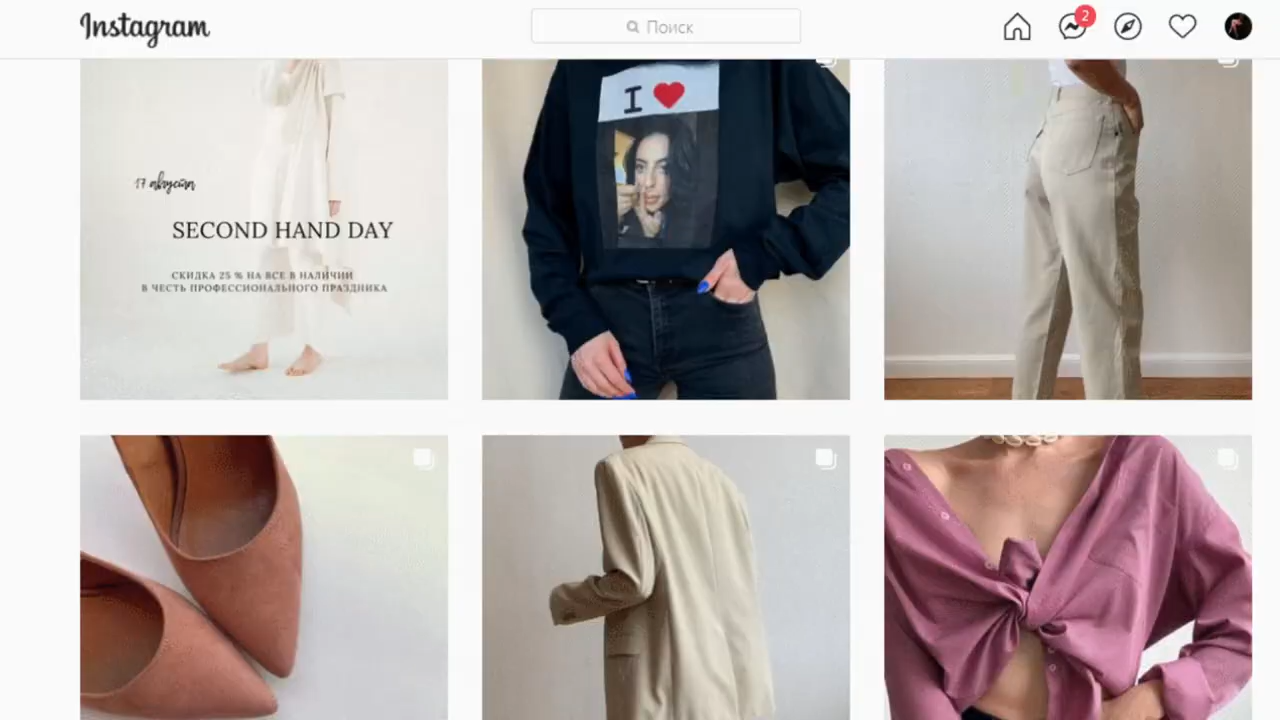 Instagram
Поиск
2
17 августа
SECOND HAND DAY
СКИДКА 25 % НА ВСЕ В НАЛИЧИИ
В ЧЕСТЬ ПРОФЕССИОНАЛЬНОГО ПРАЗДНИКА
I ❤